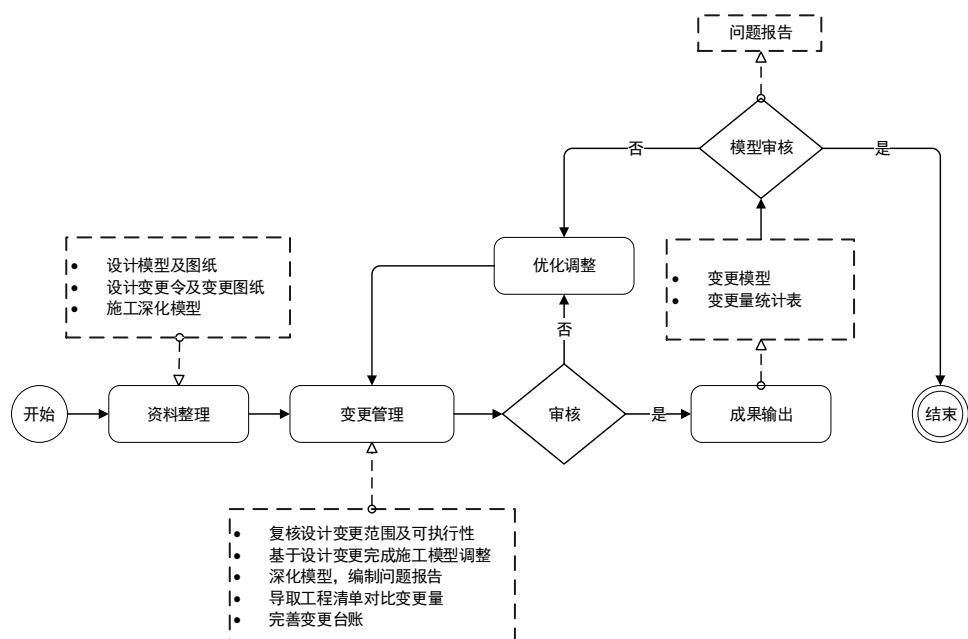 问题报告
模型审核
否
是
设计模型及图纸
设计变更令及变更图纸
施工深化模型
优化调整
变更模型
变更量统计表
否
开始
资料整理
变更管理
审核
是
成果输出
结束
复核设计变更范围及可执行性
基于设计变更完成施工模型调整
深化模型，编制问题报告
导取工程清单对比变更量
完善变更台账